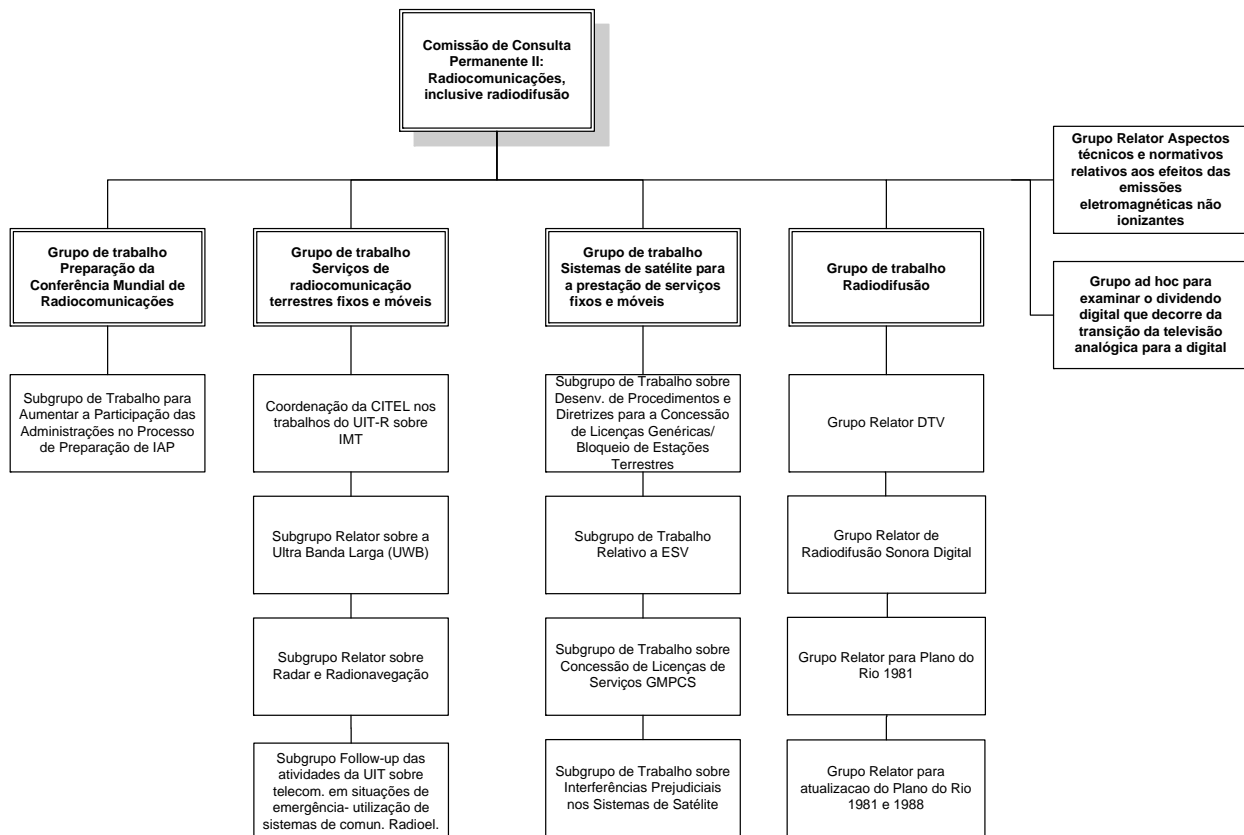 Comissão de Consulta
Permanente II:
Radiocomunicações,
inclusive radiodifusão
Grupo Relator Aspectos
técnicos e normativos
relativos aos efeitos das
emissões
eletromagnéticas não
ionizantes
Grupo ad hoc para
examinar o dividendo
digital que decorre da
transição da televisão
analógica para a digital
Grupo de trabalho
Preparação da
Conferência Mundial de
Radiocomunicações
Subgrupo de Trabalho para
Aumentar a Participação das
Administrações no Processo
de Preparação de IAP
Grupo de trabalho
Serviços de
radiocomunicação
terrestres fixos e móveis
Coordenação da CITEL nos
trabalhos do UIT-R sobre
IMT
Subgrupo Relator sobre a
Ultra Banda Larga (UWB)
Subgrupo Relator sobre
Radar e Radionavegação
Subgrupo Follow-up das
atividades da UIT sobre
telecom. em situações de
emergência- utilização de
sistemas de comun. Radioel.
Grupo de trabalho
Sistemas de satélite para
a prestação de serviços
fixos e móveis
Subgrupo de Trabalho sobre
Desenv. de Procedimentos e
Diretrizes para a Concessão
de Licenças Genéricas/
Bloqueio de Estações
Terrestres
Subgrupo de Trabalho
Relativo a ESV
Subgrupo de Trabalho sobre
Concessão de Licenças de
Serviços GMPCS
Subgrupo de Trabalho sobre
Interferências Prejudiciais
nos Sistemas de Satélite
Grupo de trabalho
Radiodifusão
Grupo Relator DTV
Grupo Relator de
Radiodifusão Sonora Digital
Grupo Relator para Plano do
Rio 1981
Grupo Relator para
atualizacao do Plano do Rio
1981 e 1988